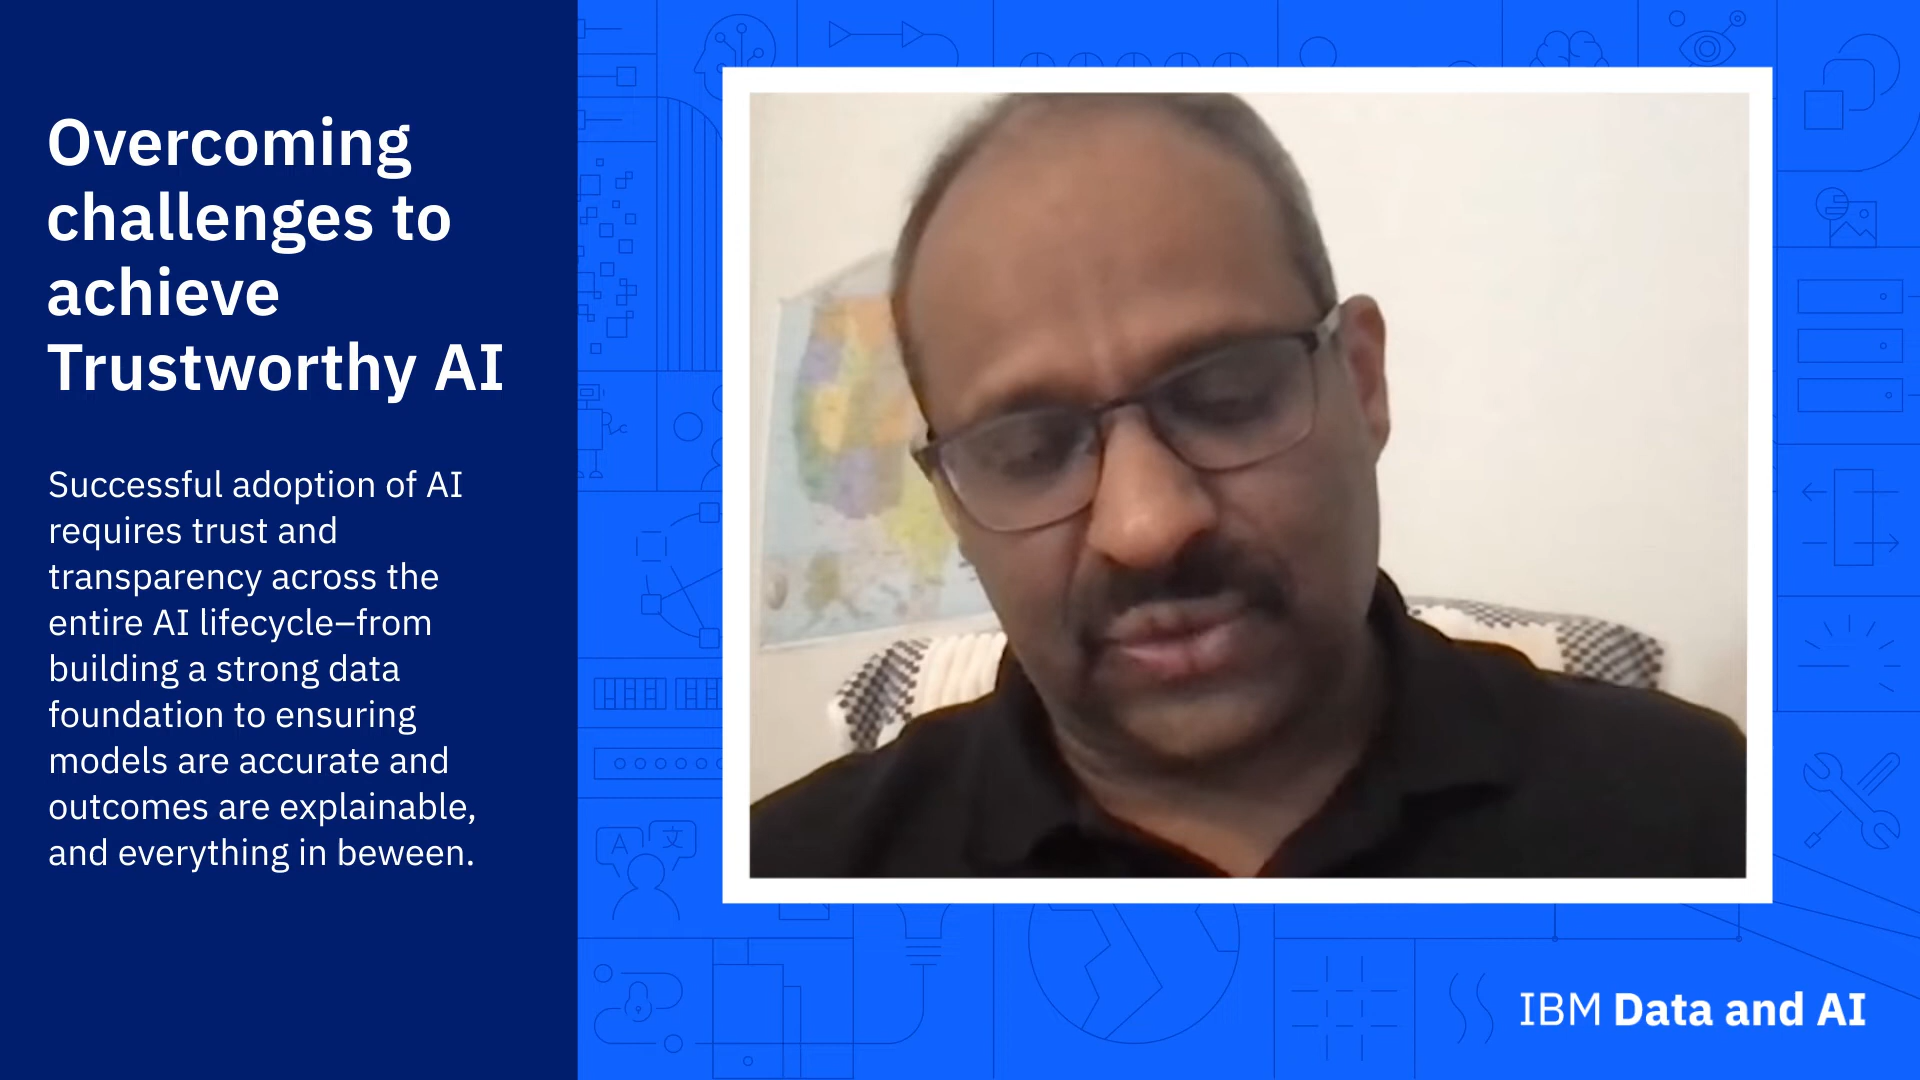 Overcoming
challenges to
achieve
Trustworthy AI
Successful adoption of AI
requires trust and
transparency across the
entire AI lifecycle–from
building a strong data
foundation to ensuring
models are accurate and
outcomes are explainable,
and everything in beween.
A 文
IBM Data and AI